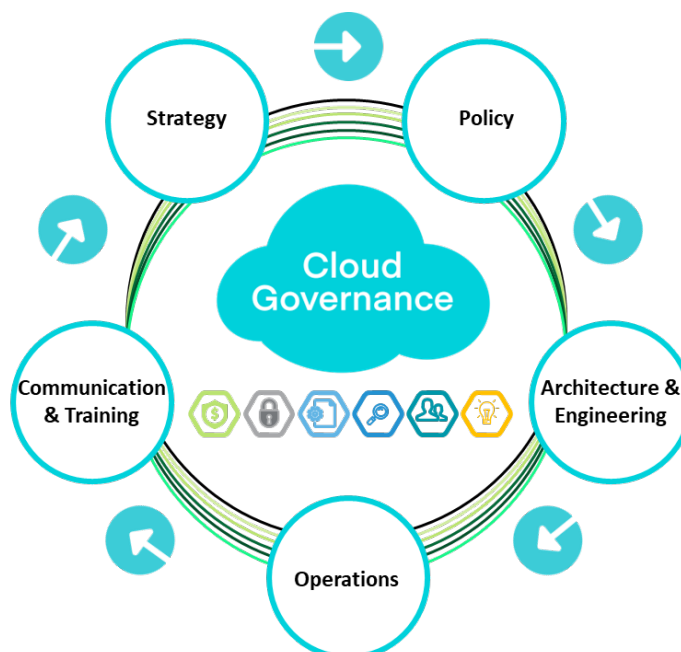 Strategy
Policy
Cloud
Governance
Communication
& Training
$
Architecture &
Engineering
Operations